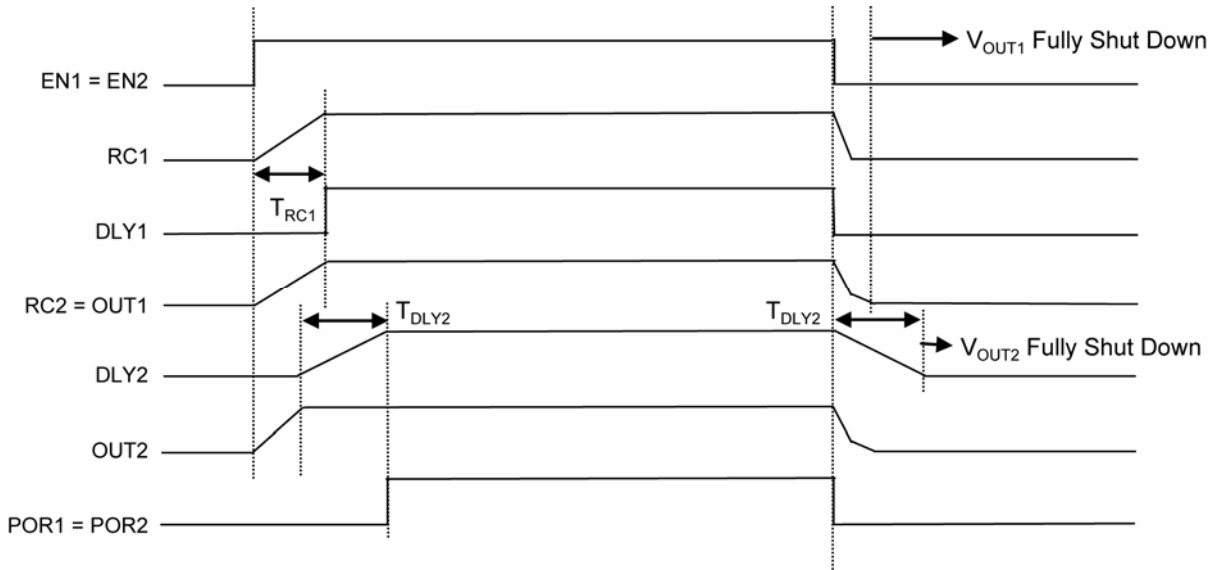 V_OUT1 Fully Shut Down
EN1 = EN2
RC1
T_RC1
DLY1
RC2 = OUT1
T_DLY2
T_DLY2
V_OUT2 Fully Shut Down
DLY2
OUT2
POR1 = POR2